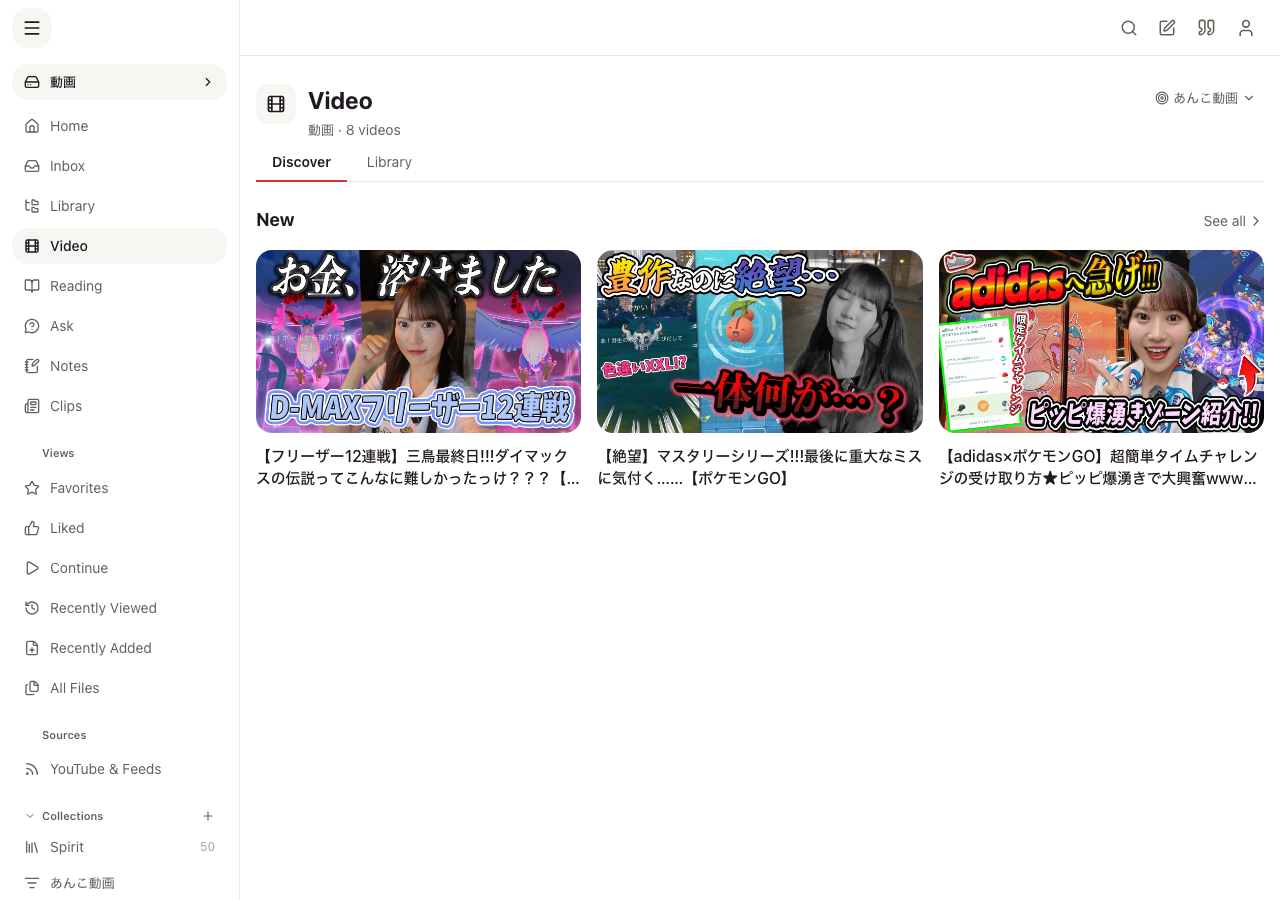 動画
Home
Inbox
Library
Video
Reading
Ask
Notes
Clips
Views
Favorites
Liked
Continue
Recently Viewed
Recently Added
All Files
Sources
YouTube & Feeds
Collections
Spirit 50
あんこ動画
Video
動画 · 8 videos
あんこ動画
Discover Library
New
See all
お金、溶けました
D-MAXフリーザー12連戦
【フリーザー12連戦】三鳥最終日!!!ダイマック
スの伝説ってこんなに難しかったっけ？？？【...
豊作なのに絶望…
色違いXXL!?
一体何が…？
【絶望】マスタリーシリーズ!!!最後に重大なミス
に気付く……【ポケモンGO】
adidasへ急げ!!!
限定タイムチャレンジ
ピッピ爆湧きゾーン紹介!!
【adidas×ポケモンGO】超簡単タイムチャレン
ジの受け取り方★ピッピ爆湧きで大興奮www...